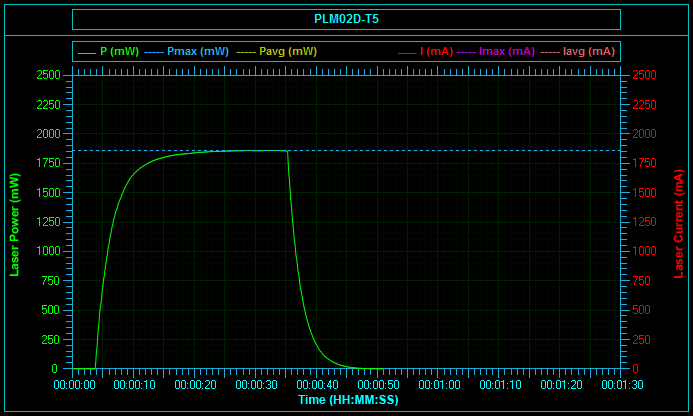 PLM02D-T5
P (mW) ----- Pmax (mW) ----- Pavg (mW) I (mA) ----- Imax (mA) ----- Iavg (mA)
2500 2500
2250 2250
2000 2000
1750 1750
1500 1500
1250 1250
1000 1000
750 750
500 500
250 250
0 0
Laser Power (mW)
Laser Current (mA)
00:00:00 00:00:10 00:00:20 00:00:30 00:00:40 00:00:50 00:01:00 00:01:10 00:01:20 00:01:30
Time (HH:MM:SS)